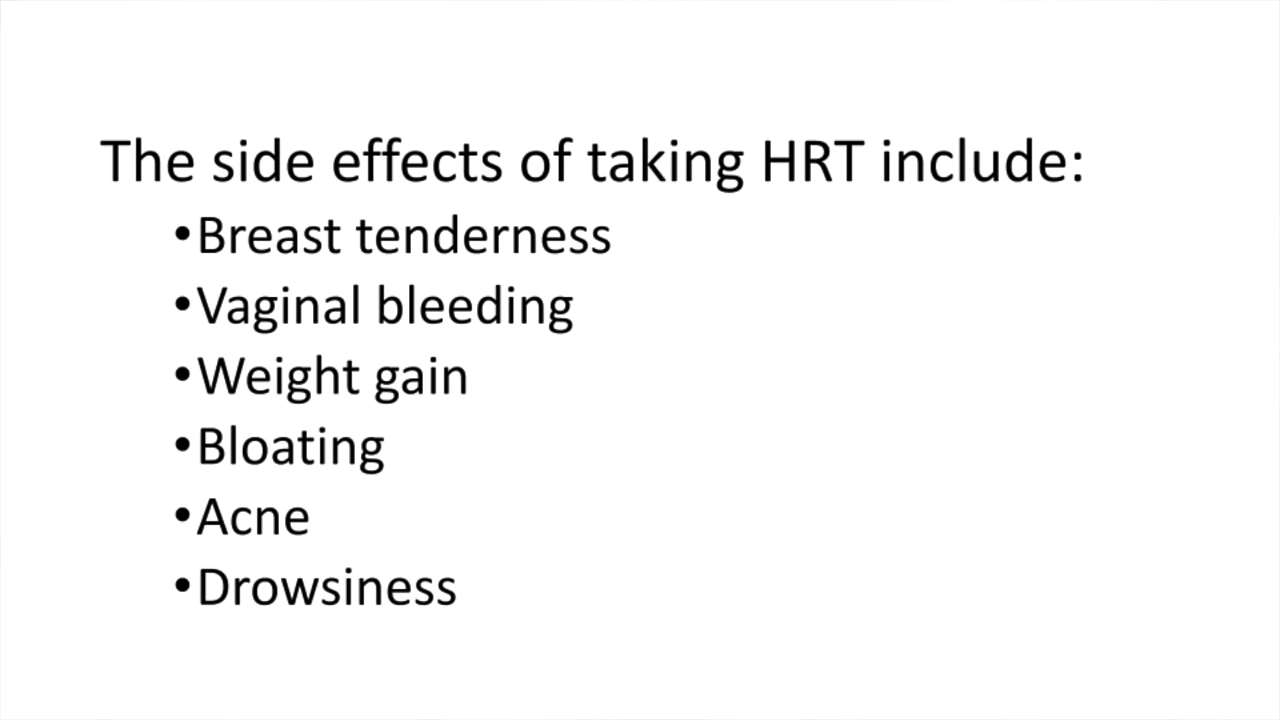 The side effects of taking HRT include:
•Breast tenderness
•Vaginal bleeding
•Weight gain
•Bloating
•Acne
•Drowsiness